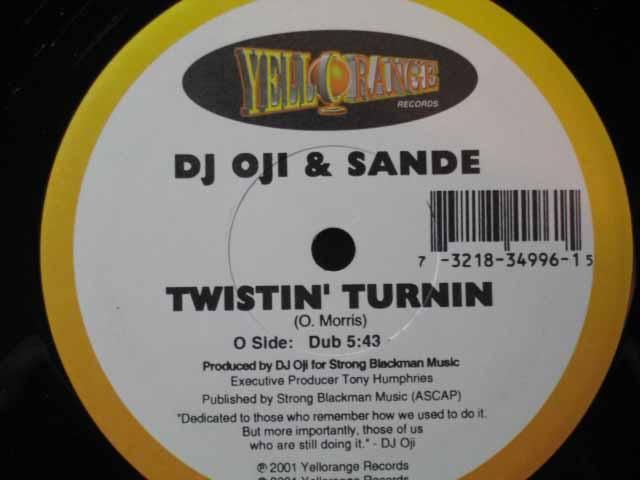 YELLORANGE
RECORDS
DJ OJI & SANDE
7 -3218-34996-1 5
TWISTIN' TURNIN
(O. Morris)
O Side: Dub 5:43
Produced by DJ Oji for Strong Blackman Music
Executive Producer Tony Humphries
Published by Strong Blackman Music (ASCAP)
"Dedicated to those who remember how we used to do it.
But more importantly, those of us
who are still doing it." - DJ Oji
℗ 2001 Yellorange Records
© 2001 Yellorange Records